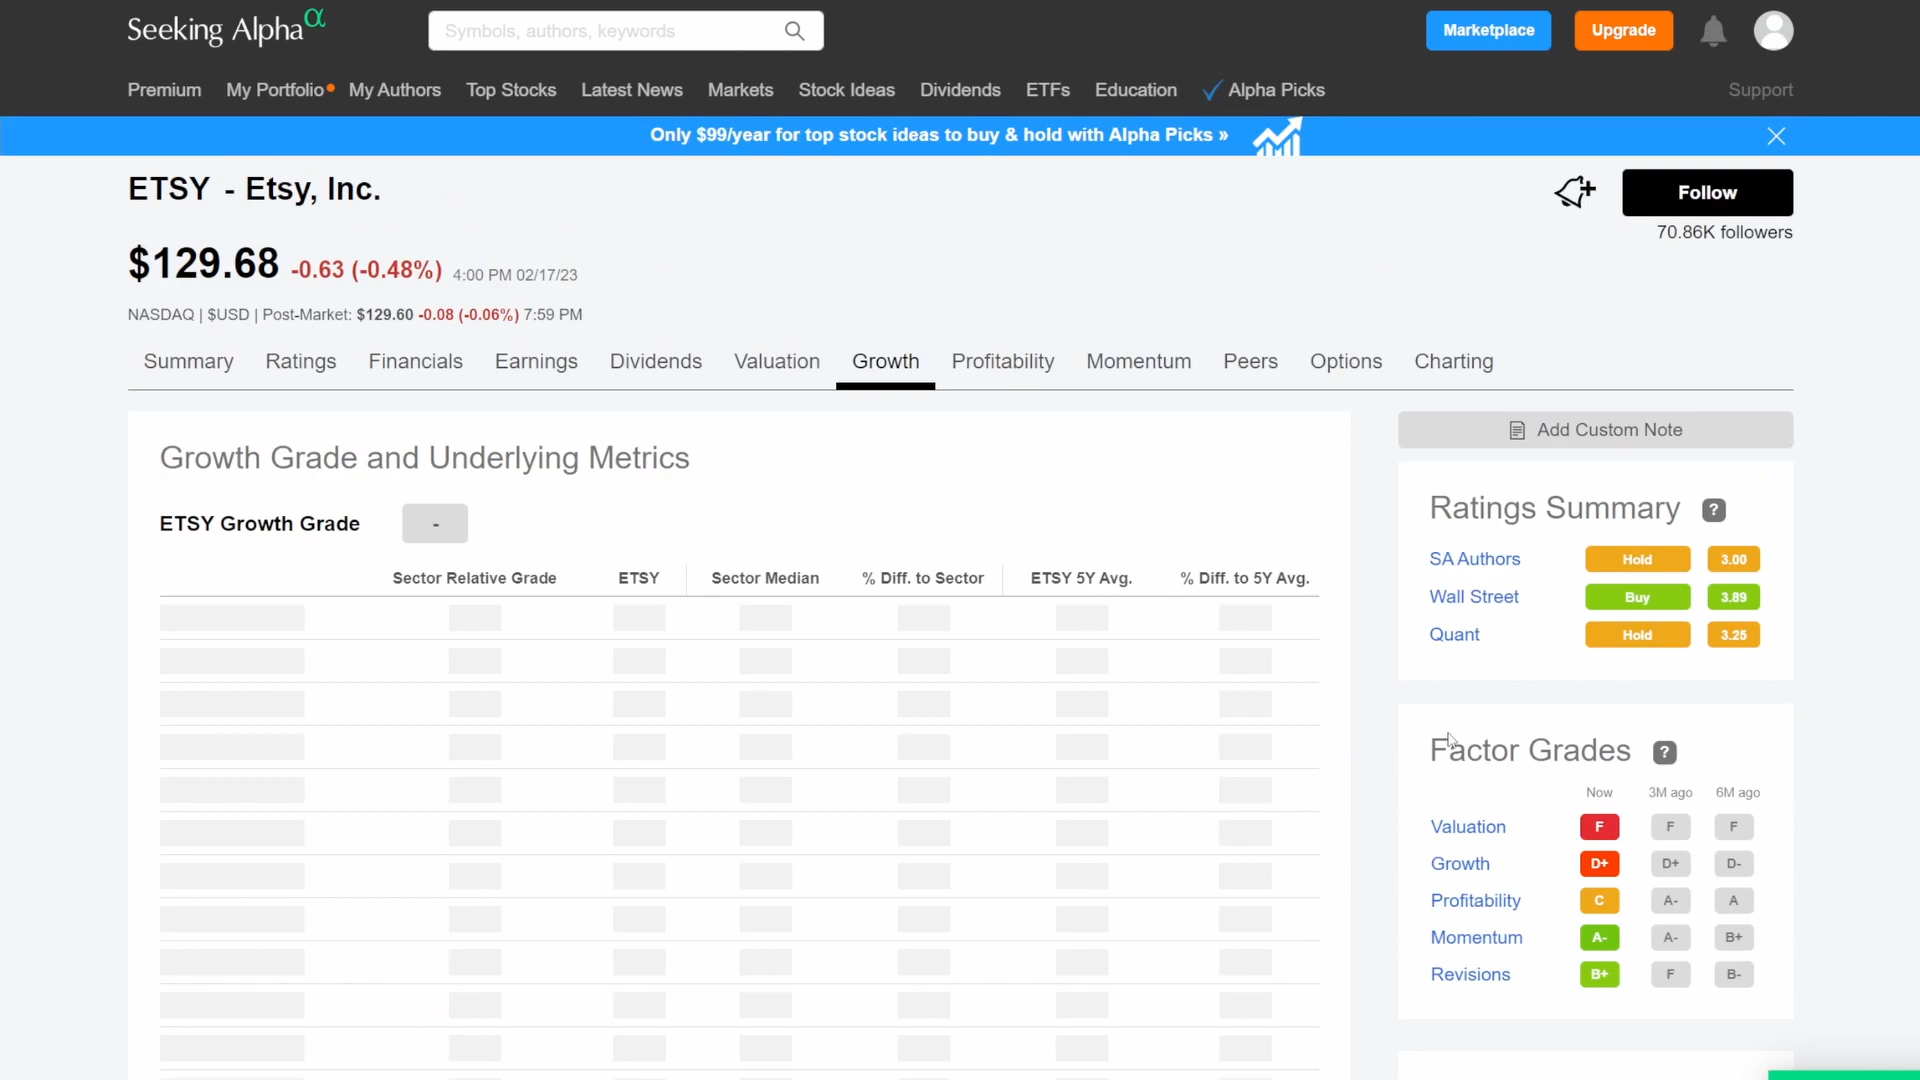 Seeking Alpha α
Symbols, authors, keywords
Marketplace
Upgrade
Premium My Portfolio My Authors Top Stocks Latest News Markets Stock Ideas Dividends ETFs Education Alpha Picks Support
Only $99/year for top stock ideas to buy & hold with Alpha Picks »
ETSY - Etsy, Inc.
Follow
70.86K followers
$129.68 -0.63 (-0.48%) 4:00 PM 02/17/23
NASDAQ | $USD | Post-Market: $129.60 -0.08 (-0.06%) 7:59 PM
Summary Ratings Financials Earnings Dividends Valuation Growth Profitability Momentum Peers Options Charting
Growth Grade and Underlying Metrics
ETSY Growth Grade -
Sector Relative Grade ETSY Sector Median % Diff. to Sector ETSY 5Y Avg. % Diff. to 5Y Avg.
Add Custom Note
Ratings Summary ?
SA Authors Hold 3.00
Wall Street Buy 3.89
Quant Hold 3.25
Factor Grades ?
Now 3M ago 6M ago
Valuation F F F
Growth D+ D+ D-
Profitability C A- A
Momentum A- A- B+
Revisions B+ F B-